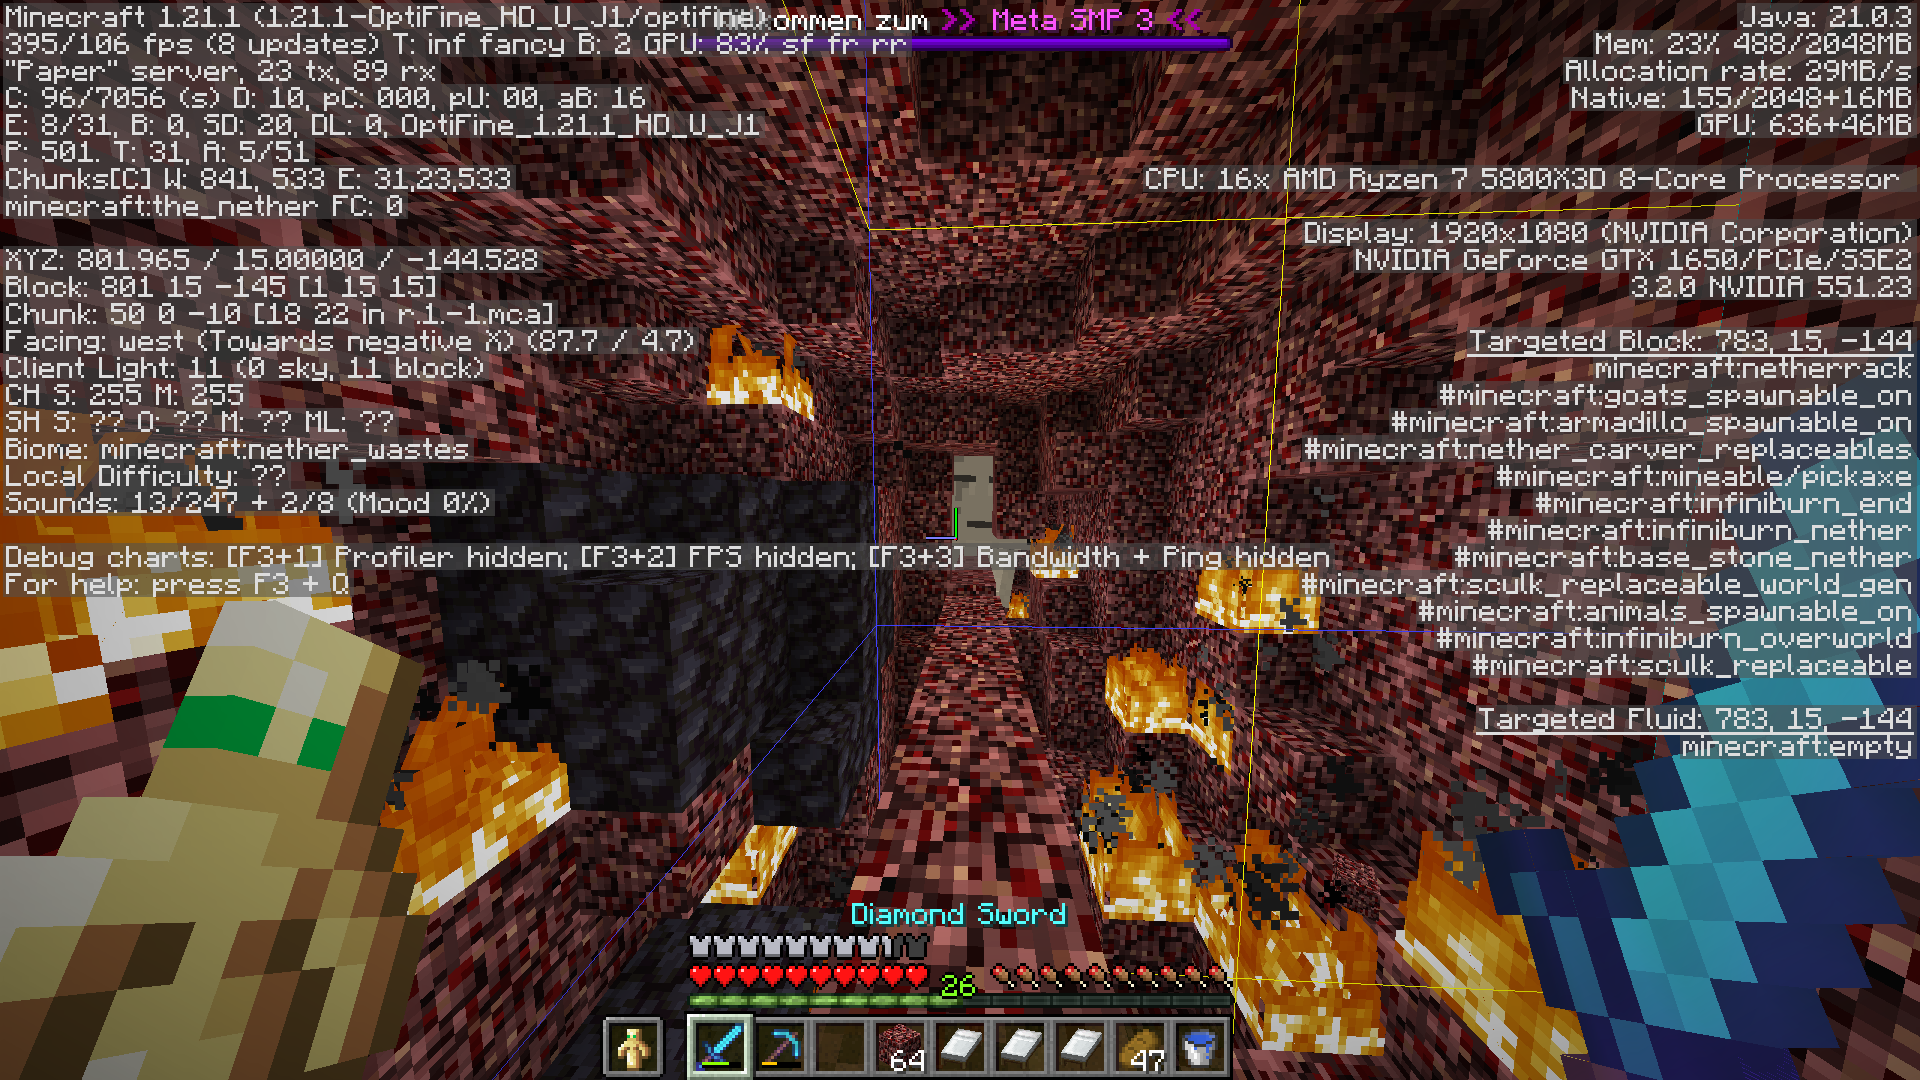 Minecraft 1.21.1 (1.21.1-OptiFine_HD_U_J1/optifine)
kommen zum >> Meta SMP 3 <<
395/106 fps (8 updates) T: inf fancy B: 2 GPU: 83% sf fr rr
"Paper" server, 23 tx, 89 rx
C: 96/7056 (s) D: 10, pC: 000, pU: 00, aB: 16
E: 8/31, B: 0, SD: 20, DL: 0, OptiFine_1.21.1_HD_U_J1
P: 501. T: 31, A: 5/51
Chunks[C] W: 841, 533 E: 31,23,533
minecraft:the_nether FC: 0
XYZ: 801.965 / 15.00000 / -144.528
Block: 801 15 -145 [1 15 15]
Chunk: 50 0 -10 [18 22 in r.1.-1.mca]
Facing: west (Towards negative X) (87.7 / 4.7)
Client Light: 11 (0 sky, 11 block)
CH S: 255 M: 255
SH S: ?? O: ?? M: ?? ML: ??
Biome: minecraft:nether_wastes
Local Difficulty: ??
Sounds: 13/247 + 2/8 (Mood 0%)
Debug charts: [F3+1] Profiler hidden; [F3+2] FPS hidden; [F3+3] Bandwidth + Ping hidden
For help: press F3 + Q
Java: 21.0.3
Mem: 23% 488/2048MB
Allocation rate: 29MB/s
Native: 155/2048+16MB
GPU: 636+46MB
CPU: 16x AMD Ryzen 7 5800X3D 8-Core Processor
Display: 1920x1080 (NVIDIA Corporation)
NVIDIA GeForce GTX 1650/PCIe/SSE2
3.2.0 NVIDIA 551.23
Targeted Block: 783, 15, -144
minecraft:netherrack
#minecraft:goats_spawnable_on
#minecraft:armadillo_spawnable_on
#minecraft:nether_carver_replaceables
#minecraft:mineable/pickaxe
#minecraft:infiniburn_end
#minecraft:infiniburn_nether
#minecraft:base_stone_nether
#minecraft:sculk_replaceable_world_gen
#minecraft:animals_spawnable_on
#minecraft:infiniburn_overworld
#minecraft:sculk_replaceable
Targeted Fluid: 783, 15, -144
minecraft:empty
Diamond Sword
26
64
47